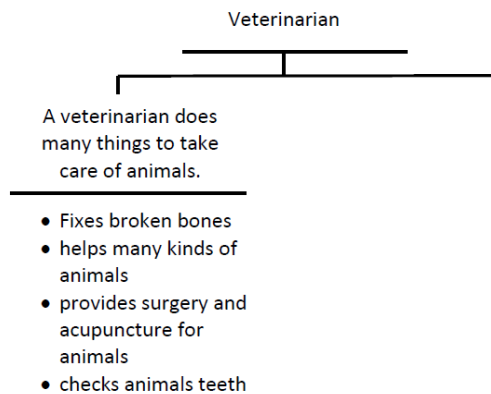 Veterinarian
A veterinarian does
many things to take
care of animals.
• Fixes broken bones
• helps many kinds of
animals
• provides surgery and
acupuncture for
animals
• checks animals teeth